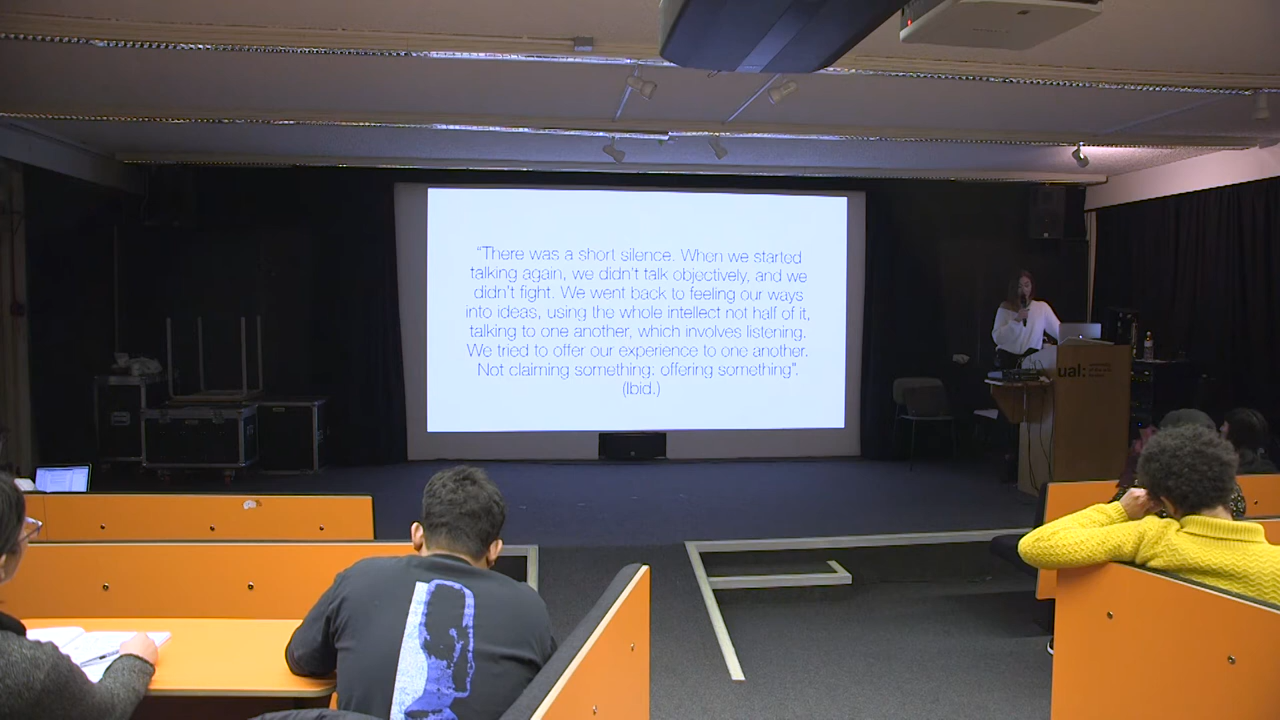 “There was a short silence. When we started
talking again, we didn't talk objectively, and we
didn't fight. We went back to feeling our ways
into ideas, using the whole intellect not half of it,
talking to one another, which involves listening.
We tried to offer our experience to one another.
Not claiming something: offering something”.
(Ibid.)
ual: